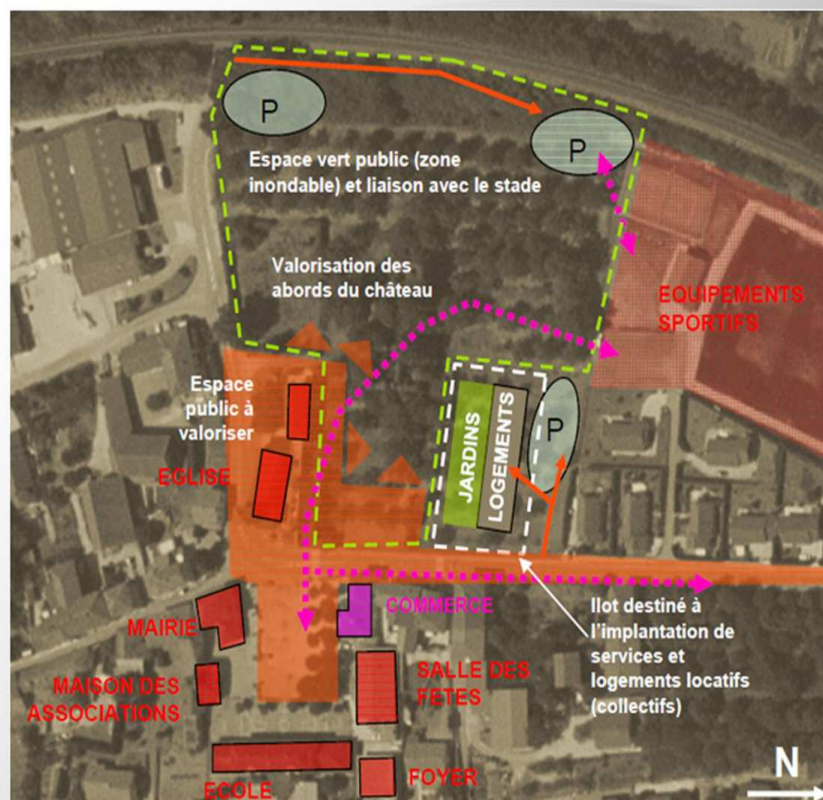 P
P
Espace vert public (zone
inondable) et liaison avec le stade
Valorisation des
abords du château
EQUIPEMENTS
SPORTIFS
Espace
public à
valoriser
EGLISE
JARDINS
LOGEMENTS
P
MAIRIE
COMMERCE
Ilot destiné à
l'implantation de
services et
logements locatifs
(collectifs)
MAISON DES
ASSOCIATIONS
SALLE DES
FETES
ECOLE
FOYER
N